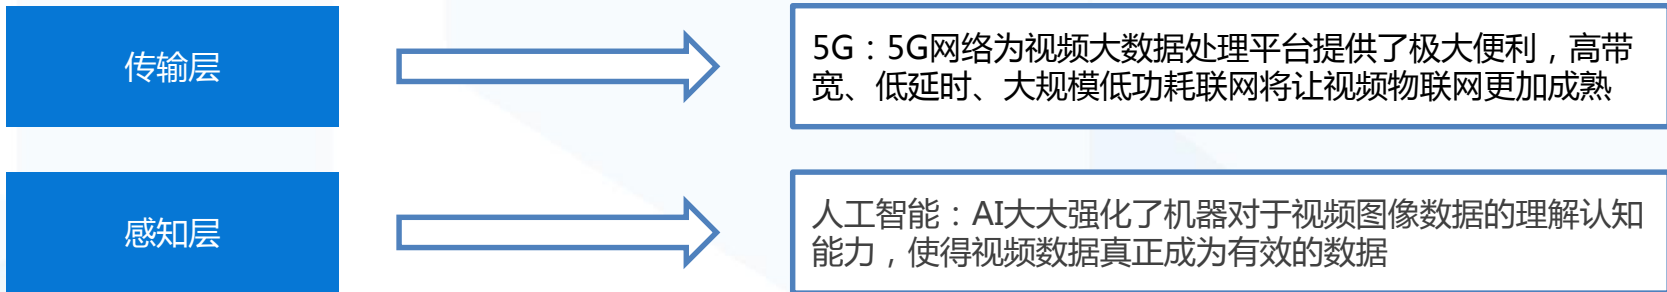 传输层
5G：5G网络为视频大数据处理平台提供了极大便利，高带
宽、低延时、大规模低功耗联网将让视频物联网更加成熟
感知层
人工智能：AI大大强化了机器对于视频图像数据的理解认知
能力，使得视频数据真正成为有效的数据